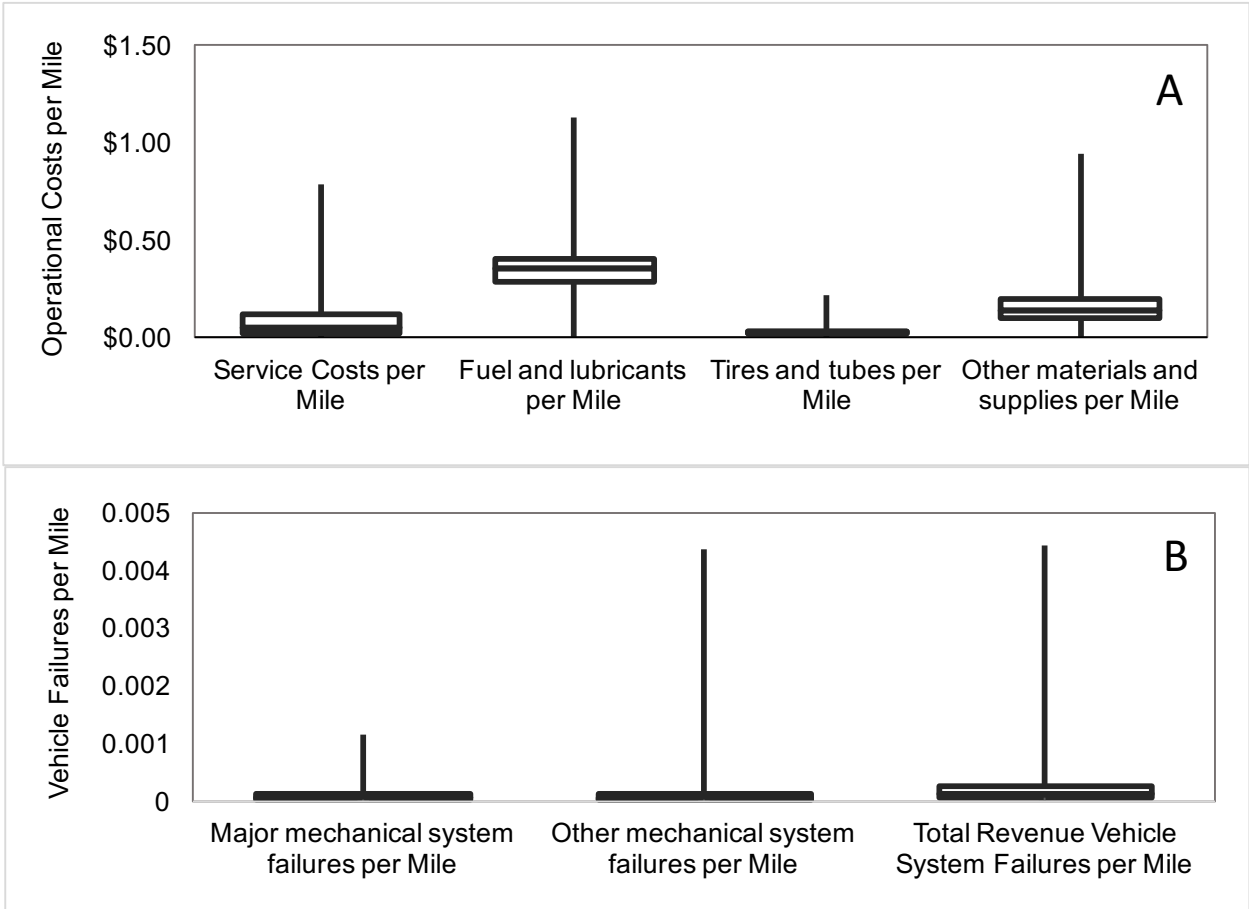 Operational Costs per Mile
$1.50
$1.00
$0.50
$0.00
A
Service Costs per
Mile
Fuel and lubricants
per Mile
Tires and tubes per
Mile
Other materials and
supplies per Mile
Vehicle Failures per Mile
0.005
0.004
0.003
0.002
0.001
0
B
Major mechanical system
failures per Mile
Other mechanical system
failures per Mile
Total Revenue Vehicle
System Failures per Mile